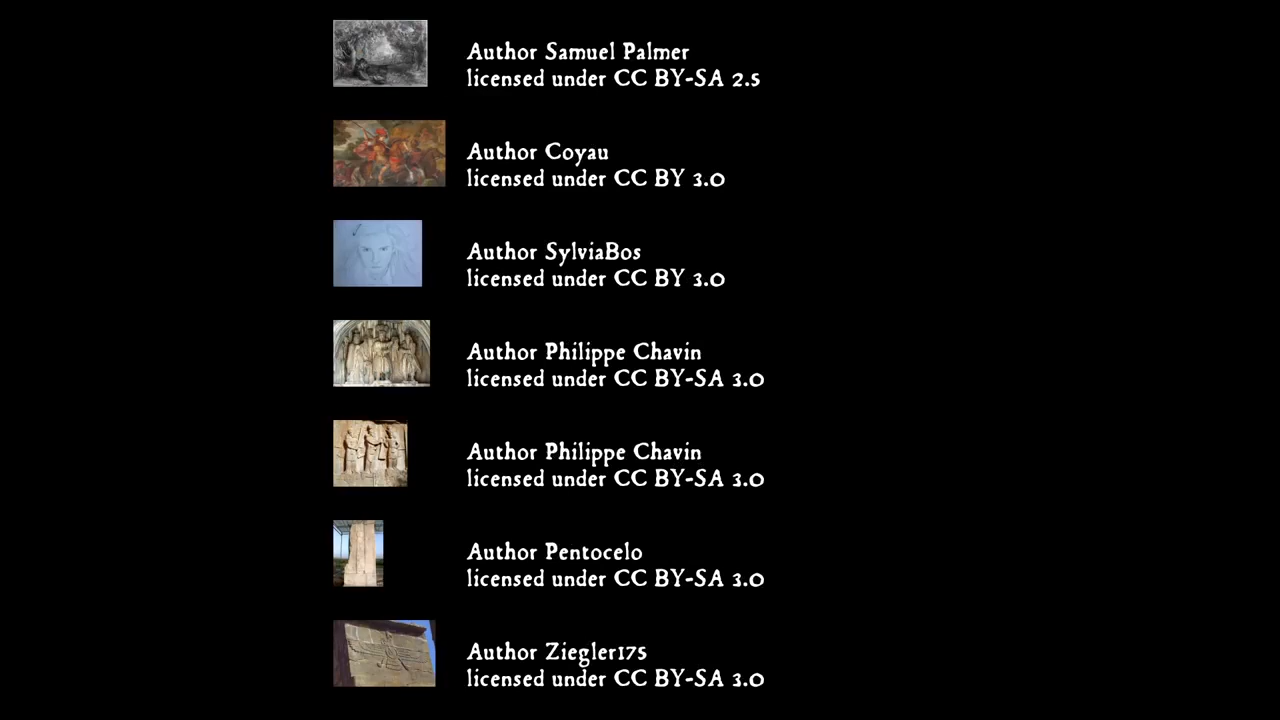 Author Samuel Palmer
licensed under CC BY-SA 2.5
Author Coyau
licensed under CC BY 3.0
Author SylviaBos
licensed under CC BY 3.0
Author Philippe Chavin
licensed under CC BY-SA 3.0
Author Philippe Chavin
licensed under CC BY-SA 3.0
Author Pentocelo
licensed under CC BY-SA 3.0
Author Ziegler175
licensed under CC BY-SA 3.0